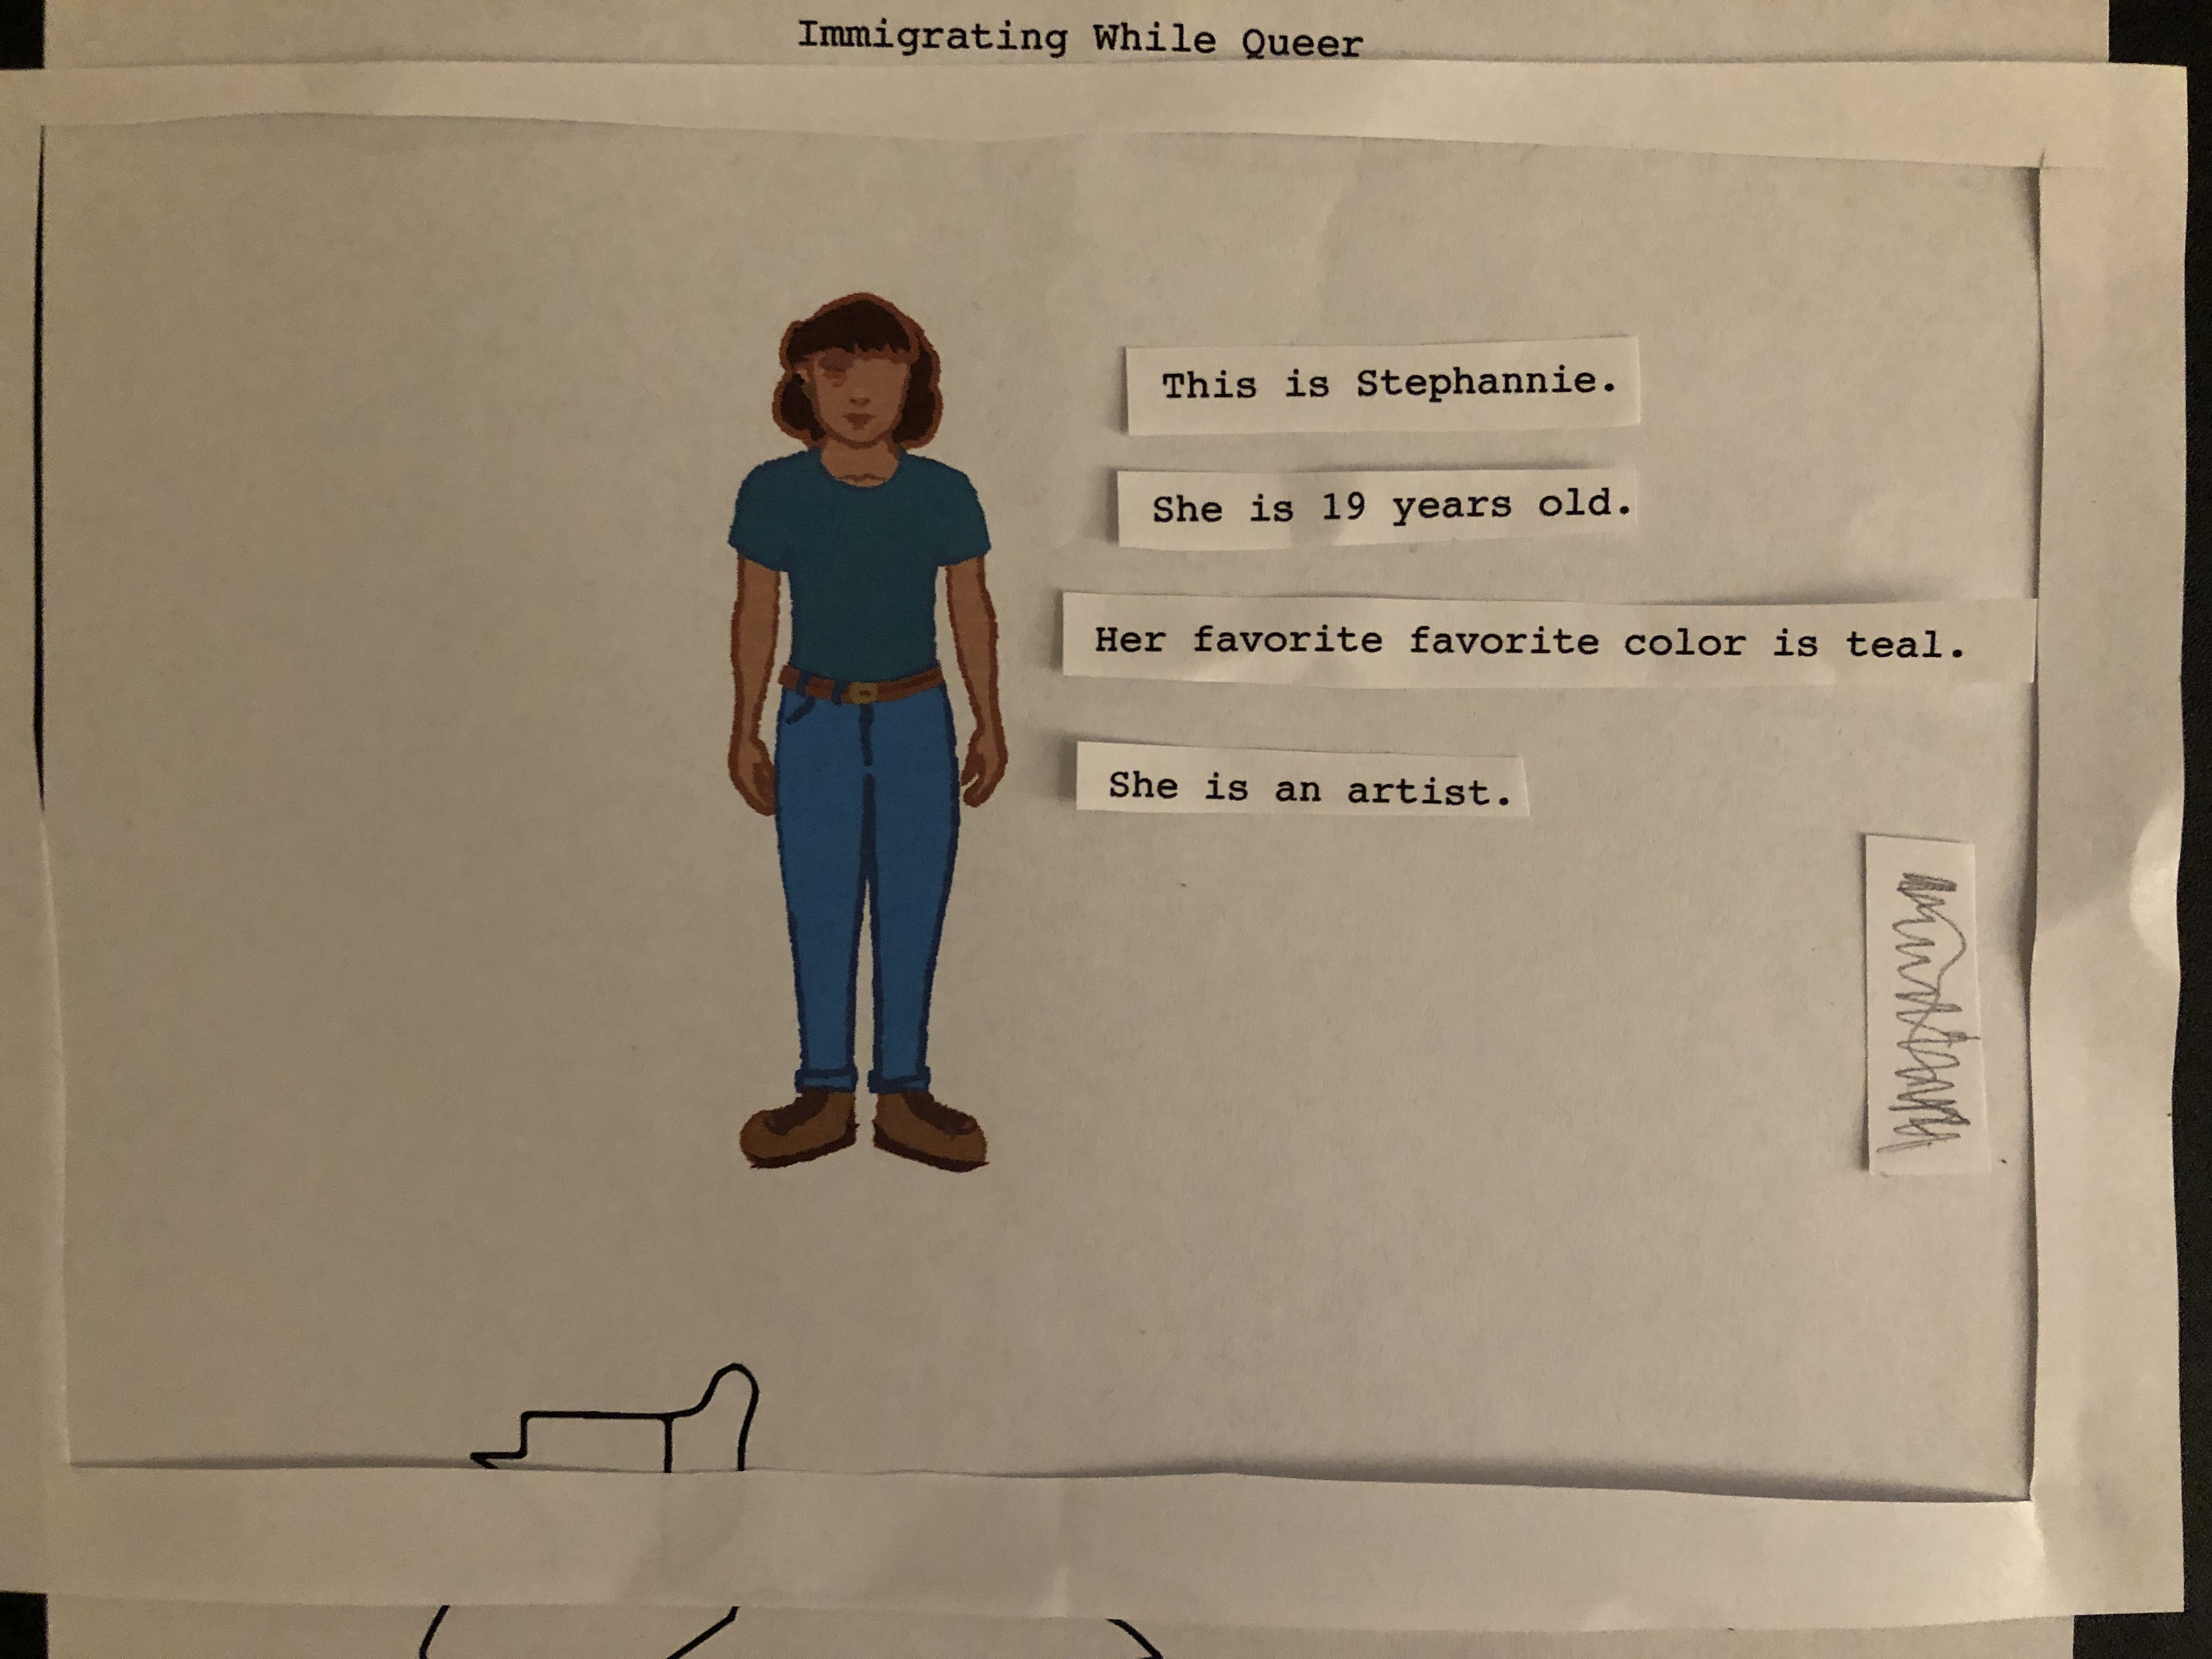 Immigrating While Queer
This is Stephannie.
She is 19 years old.
Her favorite favorite color is teal.
She is an artist.